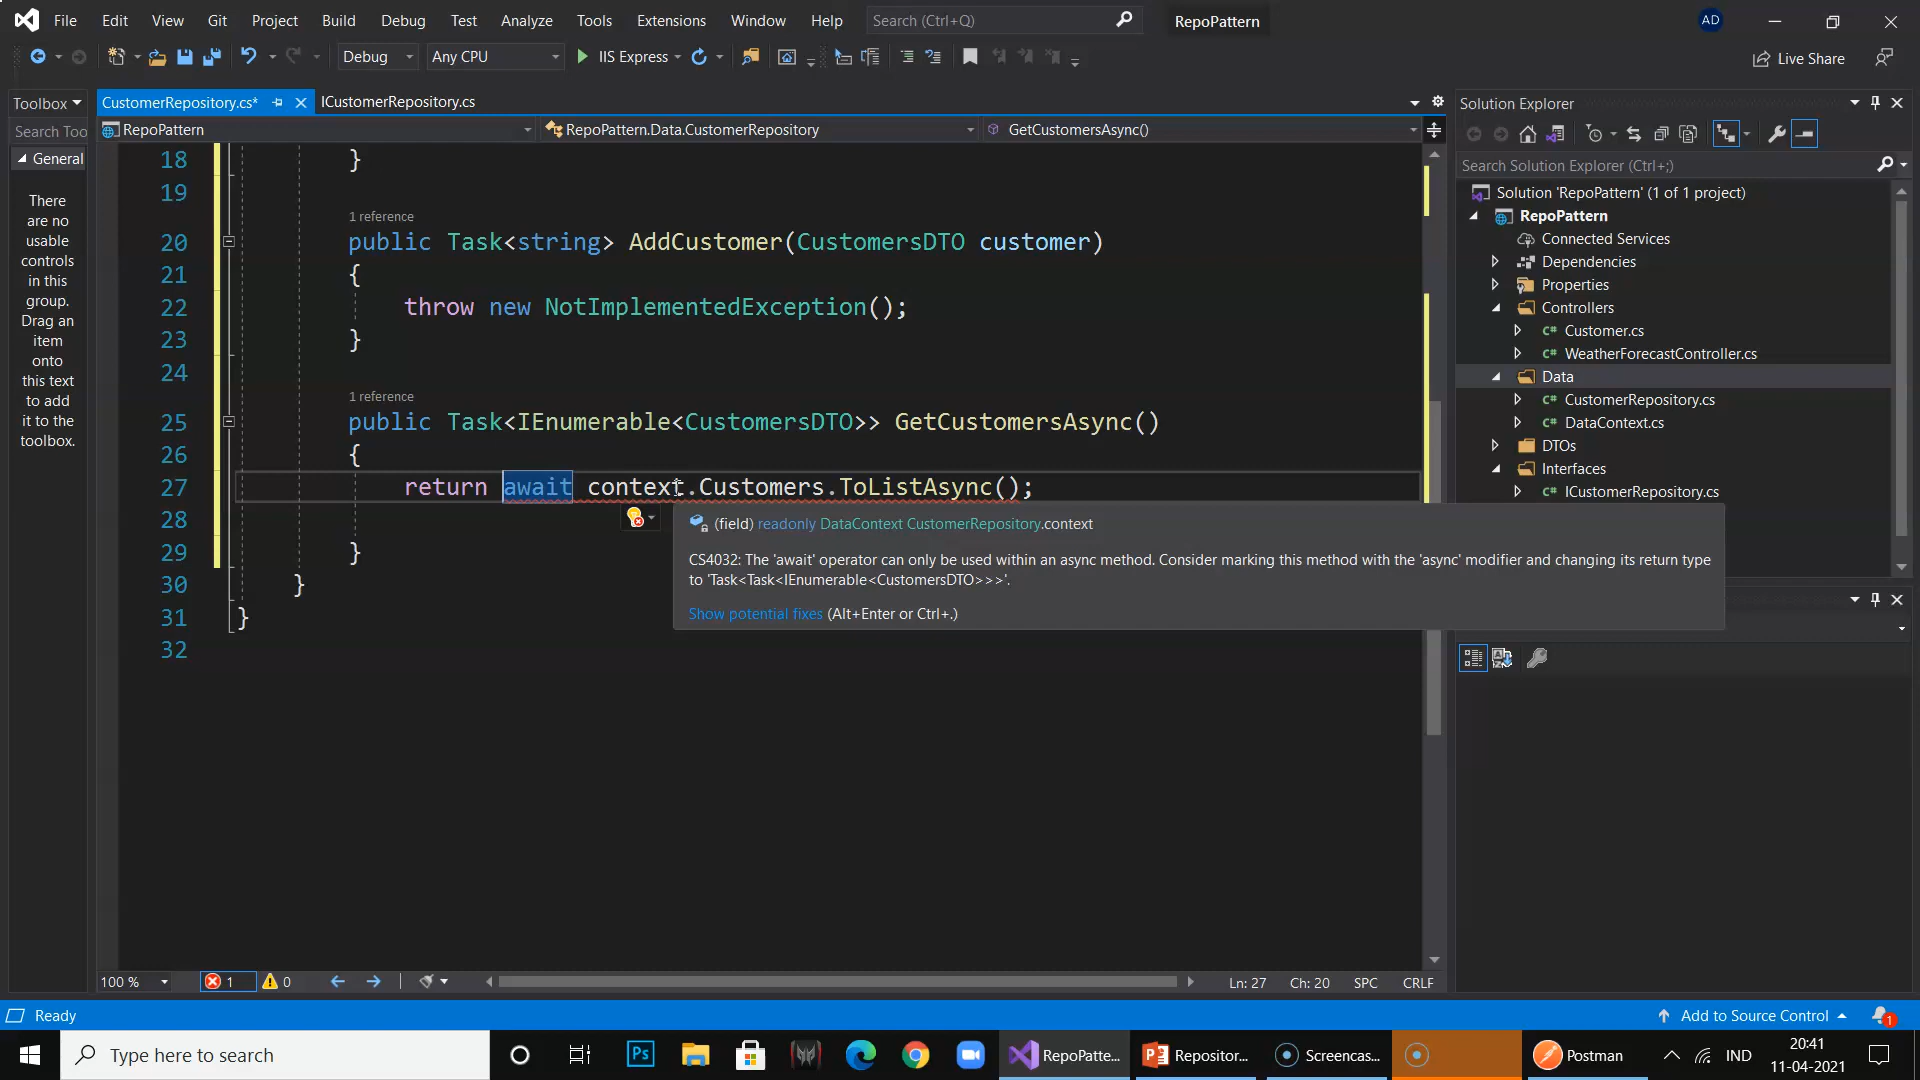 File Edit View Git Project Build Debug Test Analyze Tools Extensions Window Help Search (Ctrl+Q) RepoPattern AD
Debug Any CPU IIS Express Live Share
Toolbox CustomerRepository.cs* ICustomerRepository.cs Solution Explorer
Search Too RepoPattern RepoPattern.Data.CustomerRepository GetCustomersAsync()
General
There
are no
usable
controls
in this
group.
Drag an
item
onto
this text
to add
it to the
toolbox.
18 }
19
1 reference
20 public Task<string> AddCustomer(CustomersDTO customer)
21 {
22 throw new NotImplementedException();
23 }
24
1 reference
25 public Task<IEnumerable<CustomersDTO>> GetCustomersAsync()
26 {
27 return await context.Customers.ToListAsync();
28
29 }
30 }
31 }
32
(field) readonly DataContext CustomerRepository.context
CS4032: The 'await' operator can only be used within an async method. Consider marking this method with the 'async' modifier and changing its return type
to 'Task<Task<IEnumerable<CustomersDTO>>>'.
Show potential fixes (Alt+Enter or Ctrl+.)
Search Solution Explorer (Ctrl+;)
Solution 'RepoPattern' (1 of 1 project)
RepoPattern
Connected Services
Dependencies
Properties
Controllers
C# Customer.cs
C# WeatherForecastController.cs
Data
C# CustomerRepository.cs
C# DataContext.cs
DTOs
Interfaces
C# ICustomerRepository.cs
100 % 1 0 Ln: 27 Ch: 20 SPC CRLF
Ready Add to Source Control 1
Type here to search Ps RepoPatte... Repositor... Screencas... Postman IND 20:41
11-04-2021